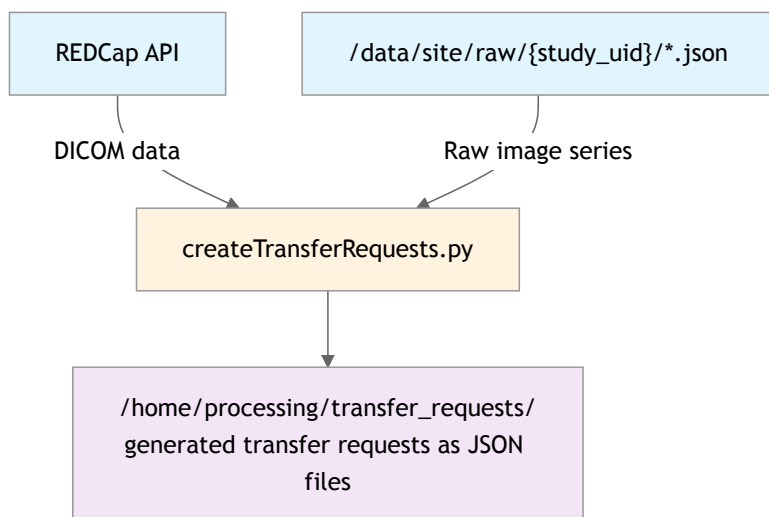 REDCap API
/data/site/raw/{study_uid}/*.json
DICOM data
Raw image series
createTransferRequests.py
/home/processing/transfer_requests/
generated transfer requests as JSON
files